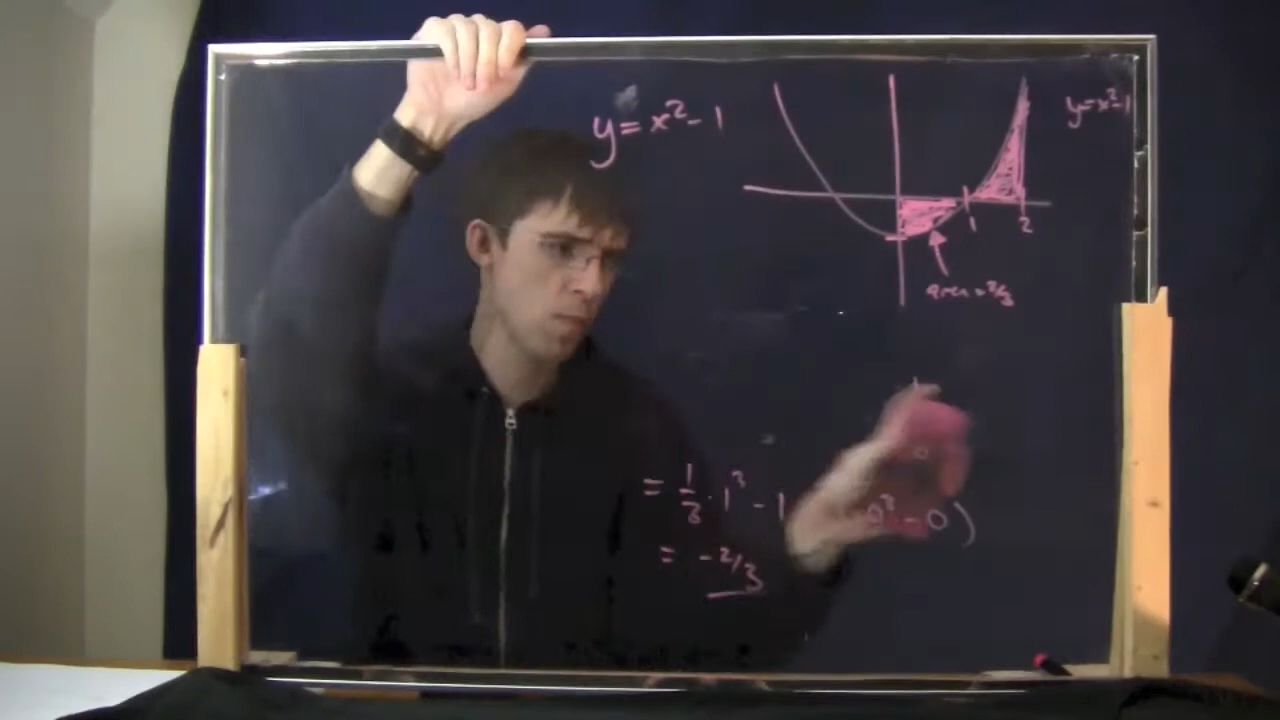 y = x² - 1
y = x² - 1
1
2
area = 2/3
= 1/3 · 1³ - 1
0³ - 0 )
= - 2/3